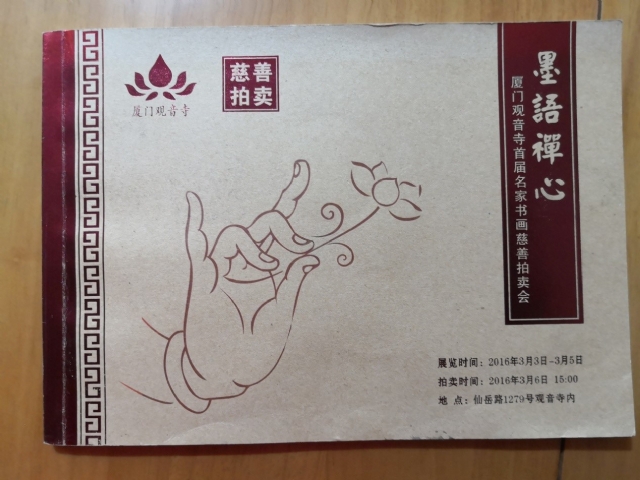 厦门观音寺
慈善
拍卖
墨語禪心
厦门观音寺首届名家书画慈善拍卖会
展览时间：2016年3月3日-3月5日
拍卖时间：2016年3月6日 15:00
地 点：仙岳路1279号观音寺内